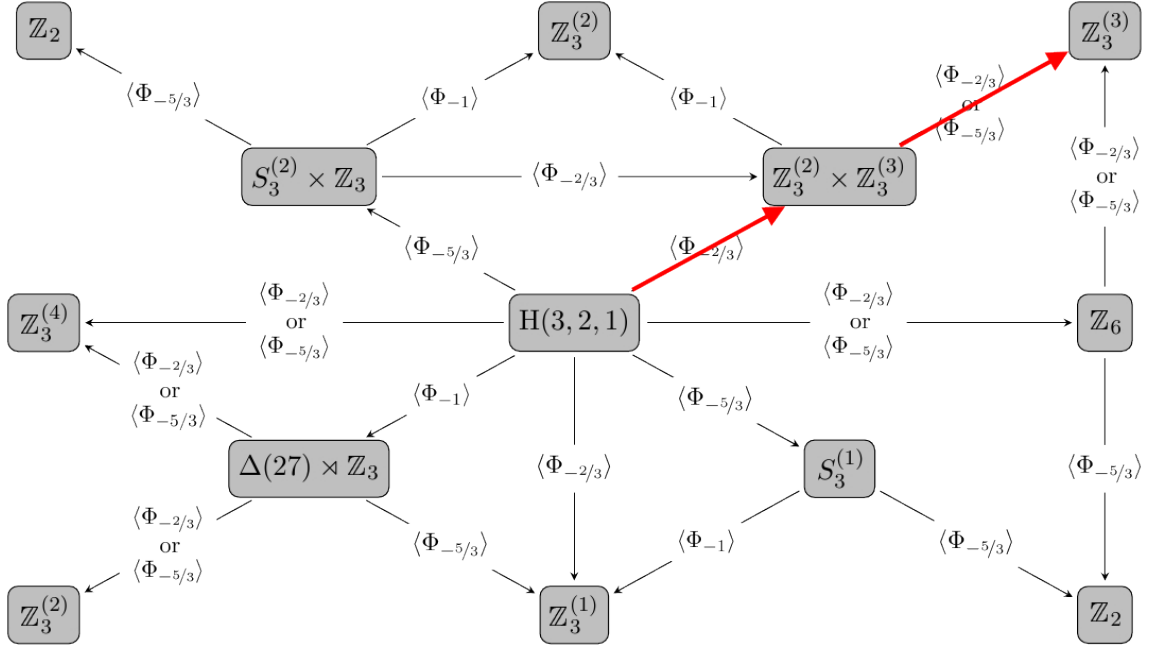 ℤ₂
ℤ₃⁽²⁾
ℤ₃⁽³⁾
⟨Φ₋₅/₃⟩
⟨Φ₋₁⟩
⟨Φ₋₁⟩
⟨Φ₋₂/₃⟩
or
⟨Φ₋₅/₃⟩
S₃⁽²⁾ × ℤ₃
⟨Φ₋₂/₃⟩
ℤ₃⁽²⁾ × ℤ₃⁽³⁾
⟨Φ₋₂/₃⟩
or
⟨Φ₋₅/₃⟩
⟨Φ₋₅/₃⟩
⟨Φ₋₂/₃⟩
ℤ₃⁽⁴⁾
⟨Φ₋₂/₃⟩
or
⟨Φ₋₅/₃⟩
H(3, 2, 1)
⟨Φ₋₂/₃⟩
or
⟨Φ₋₅/₃⟩
ℤ₆
⟨Φ₋₂/₃⟩
or
⟨Φ₋₅/₃⟩
⟨Φ₋₁⟩
⟨Φ₋₅/₃⟩
Δ(27) ⋊ ℤ₃
⟨Φ₋₂/₃⟩
S₃⁽¹⁾
⟨Φ₋₅/₃⟩
⟨Φ₋₂/₃⟩
or
⟨Φ₋₅/₃⟩
⟨Φ₋₅/₃⟩
⟨Φ₋₁⟩
⟨Φ₋₅/₃⟩
ℤ₃⁽²⁾
ℤ₃⁽¹⁾
ℤ₂